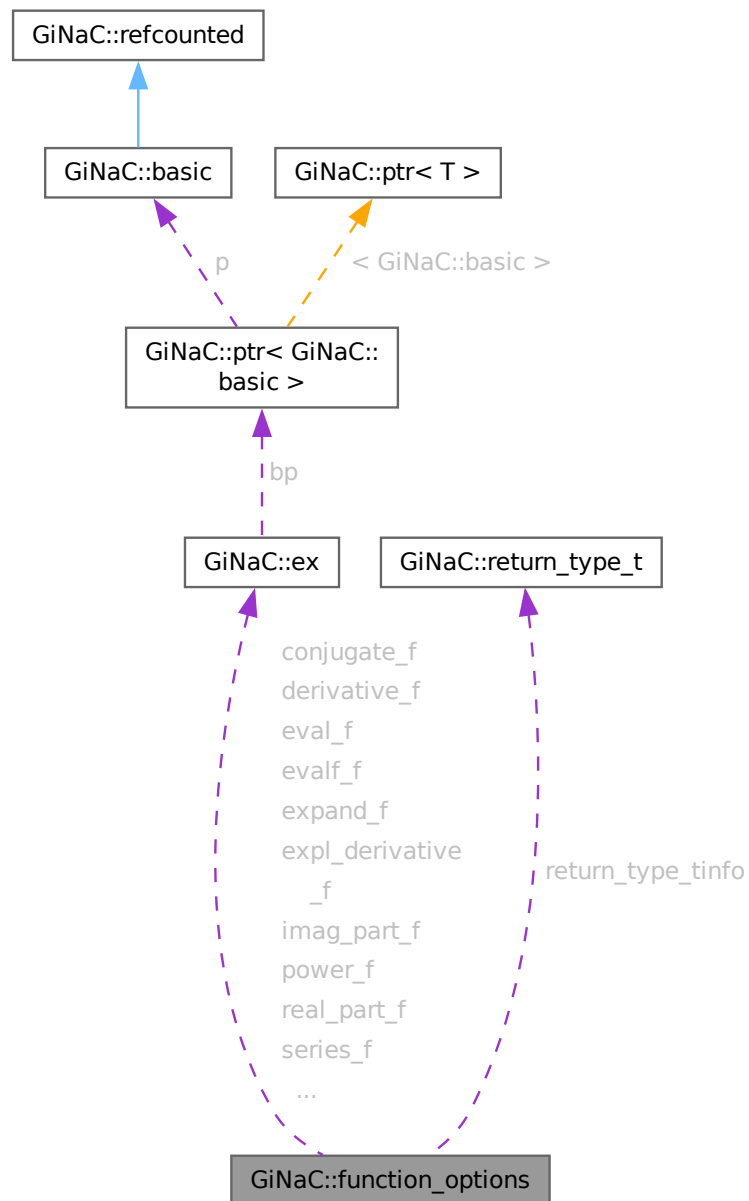 GiNaC::refcounted
GiNaC::basic
GiNaC::ptr< T >
p
< GiNaC::basic >
GiNaC::ptr< GiNaC::
basic >
bp
GiNaC::ex
GiNaC::return_type_t
conjugate_f
derivative_f
eval_f
evalf_f
expand_f
expl_derivative
_f
imag_part_f
power_f
real_part_f
series_f
...
return_type_tinfo
GiNaC::function_options